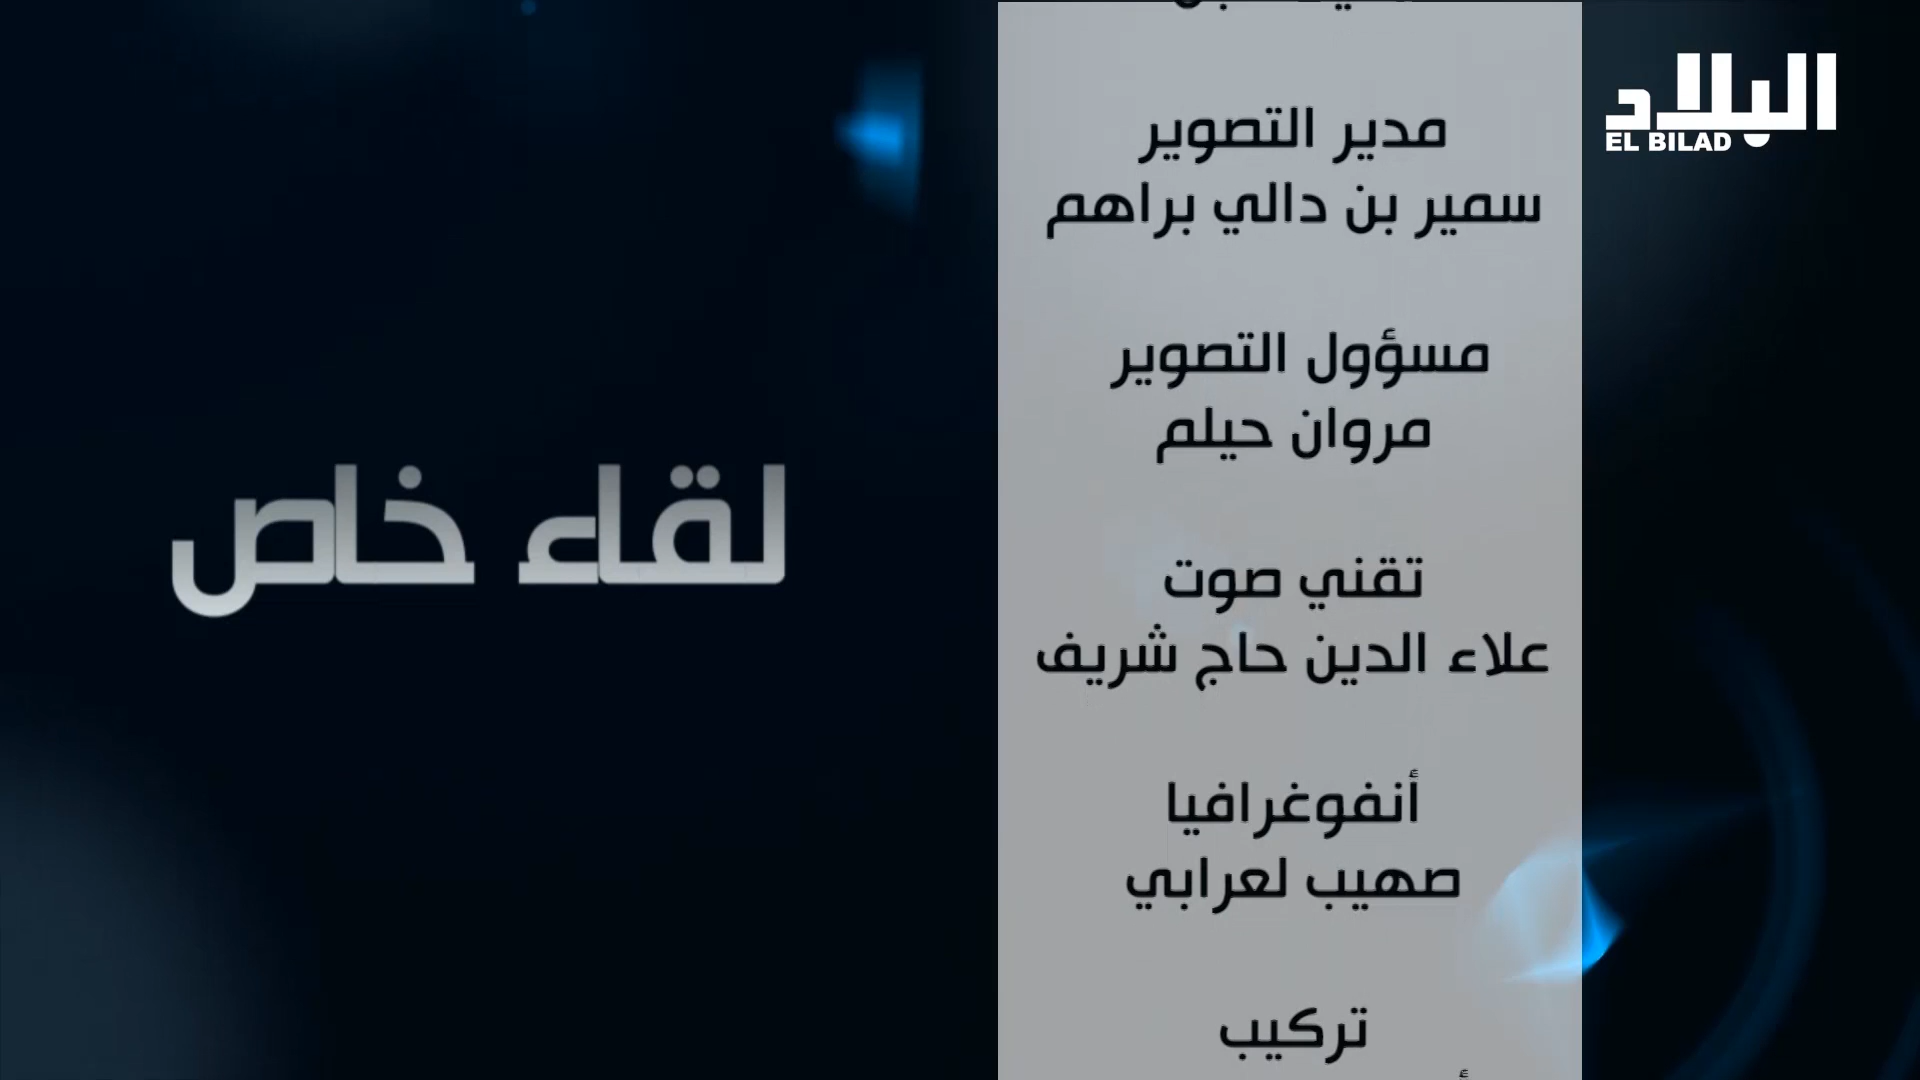 البلاد
EL BILAD
لقاء خاص
مدير التصوير
سمير بن دالي براهم
مسؤول التصوير
مروان حيلم
تقني صوت
علاء الدين حاج شريف
أنفوغرافيا
صهيب لعرابي
تركيب